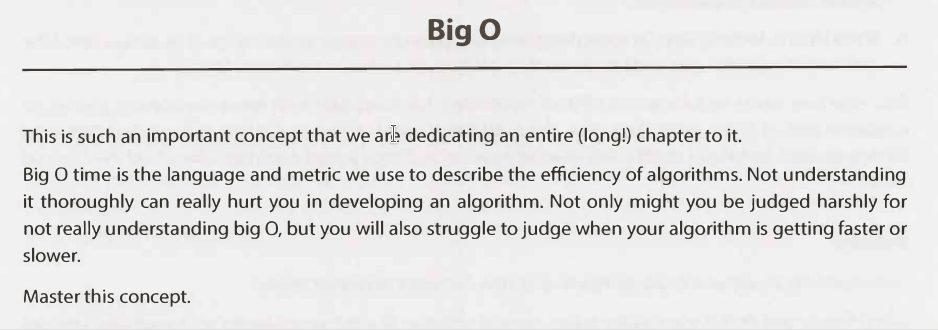 Big O
This is such an important concept that we are dedicating an entire (long!) chapter to it.
Big O time is the language and metric we use to describe the efficiency of algorithms. Not understanding
it thoroughly can really hurt you in developing an algorithm. Not only might you be judged harshly for
not really understanding big O, but you will also struggle to judge when your algorithm is getting faster or
slower.
Master this concept.